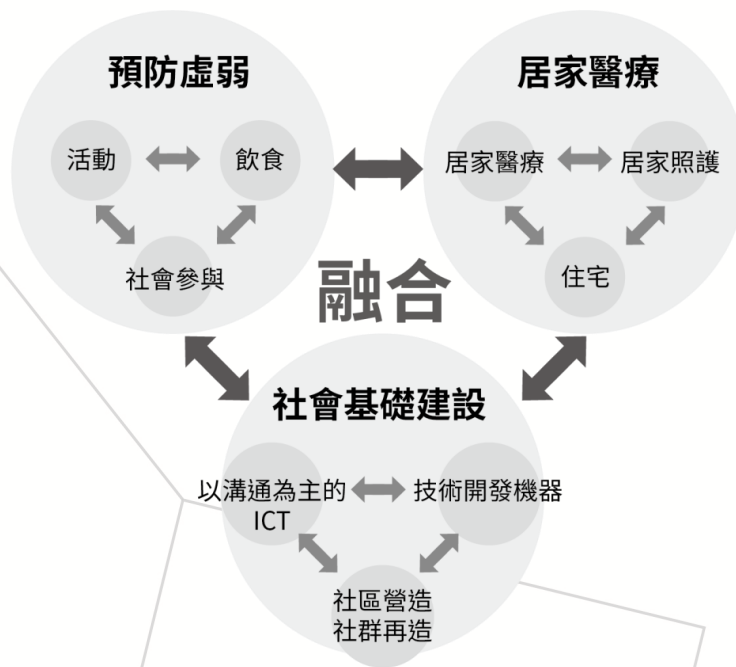 預防虛弱
活動
飲食
社會參與
居家醫療
居家醫療
居家照護
住宅
融合
社會基礎建設
以溝通為主的
ICT
技術開發機器
社區營造
社群再造